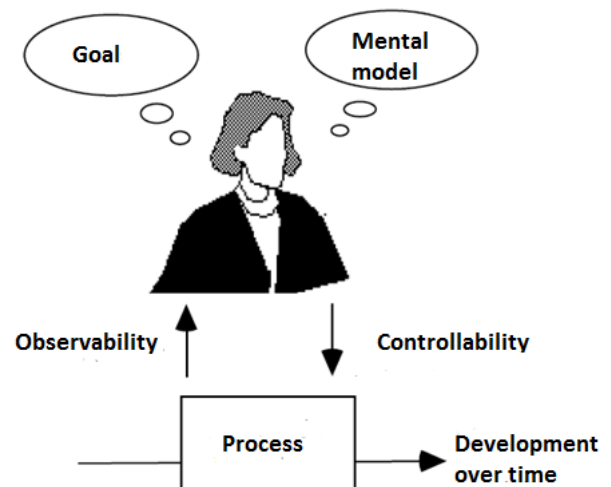 Goal
Mental
model
Observability
Controllability
Process
Development
over time